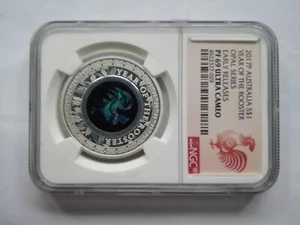 YEAR OF THE ROOSTER
2017P AUSTRALIA S$1
YEAR OF THE ROOSTER
OPAL SERIES
EARLY RELEASES
PF 69 ULTRA CAMEO
NGC